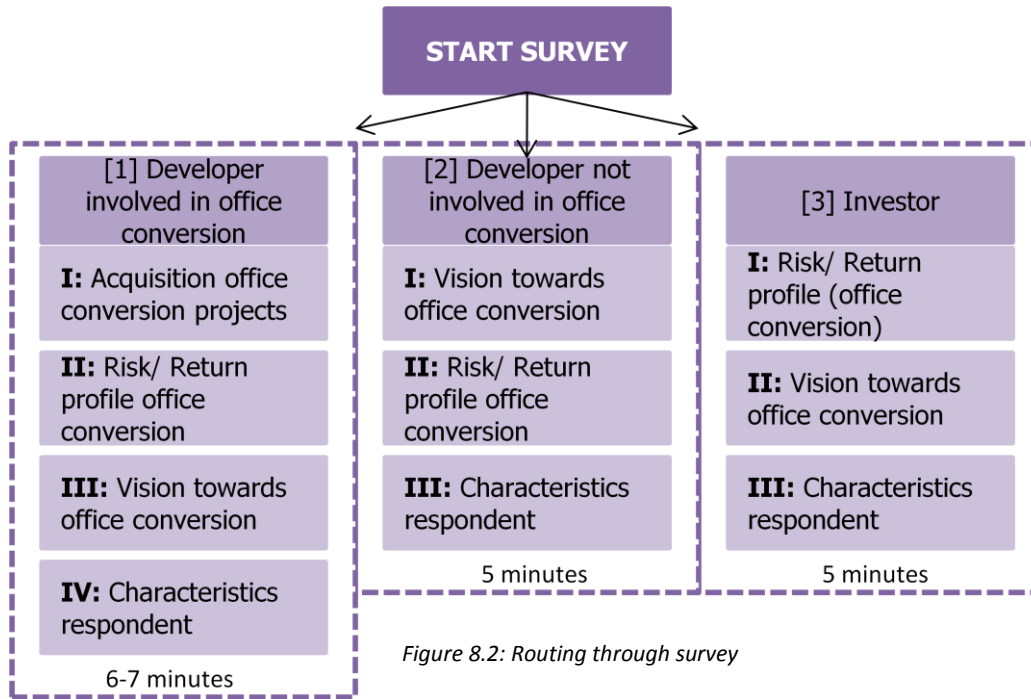 START SURVEY
[1] Developer
involved in office
conversion
I: Acquisition office
conversion projects
II: Risk/ Return
profile office
conversion
III: Vision towards
office conversion
IV: Characteristics
respondent
6-7 minutes
[2] Developer not
involved in office
conversion
I: Vision towards
office conversion
II: Risk/ Return
profile office
conversion
III: Characteristics
respondent
5 minutes
[3] Investor
I: Risk/ Return
profile (office
conversion)
II: Vision towards
office conversion
III: Characteristics
respondent
5 minutes
Figure 8.2: Routing through survey